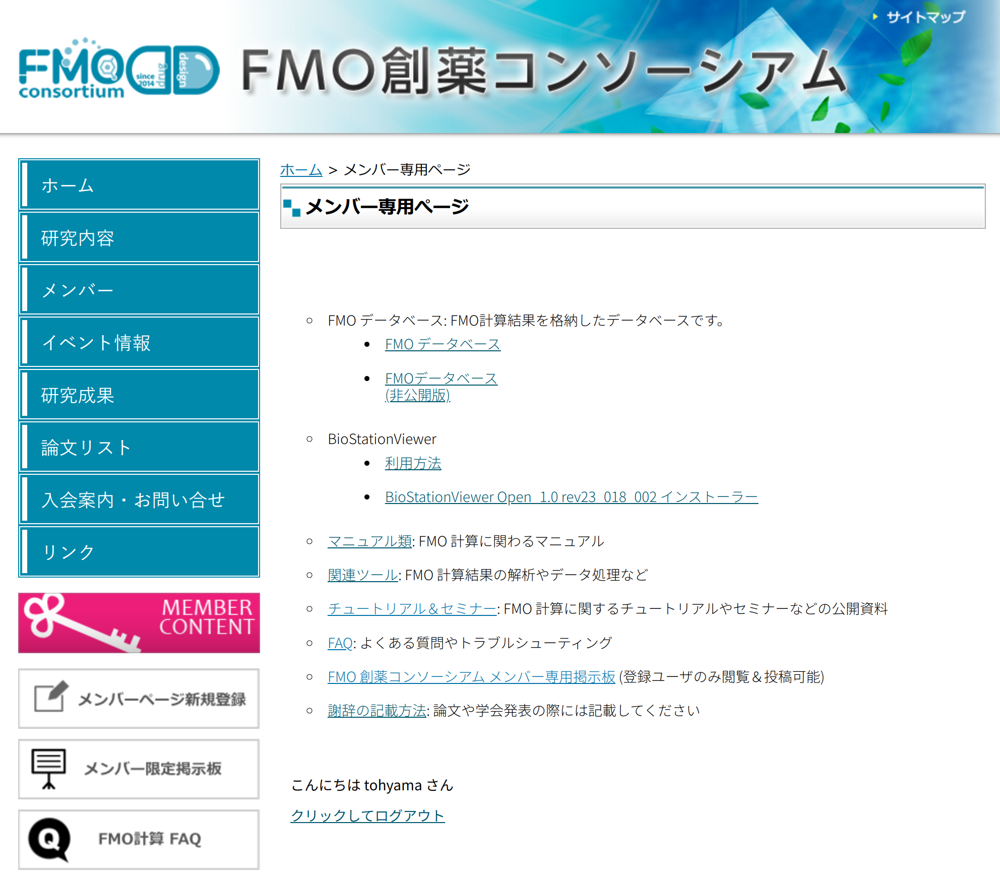 サイトマップ
FMO DD
consortium
since
2014
drug
design
FMO創薬コンソーシアム
ホーム
研究内容
メンバー
イベント情報
研究成果
論文リスト
入会案内・お問い合せ
リンク
MEMBER
CONTENT
メンバーページ新規登録
メンバー限定掲示板
Q FMO計算 FAQ
ホーム > メンバー専用ページ
メンバー専用ページ
FMO データベース: FMO計算結果を格納したデータベースです。
FMO データベース
FMOデータベース
(非公開版)
BioStationViewer
利用方法
BioStationViewer Open_1.0 rev23_018_002 インストーラー
マニュアル類: FMO 計算に関わるマニュアル
関連ツール: FMO 計算結果の解析やデータ処理など
チュートリアル＆セミナー: FMO 計算に関するチュートリアルやセミナーなどの公開資料
FAQ: よくある質問やトラブルシューティング
FMO 創薬コンソーシアム メンバー専用掲示板 (登録ユーザのみ閲覧＆投稿可能)
謝辞の記載方法: 論文や学会発表の際には記載してください
こんにちは tohyama さん
クリックしてログアウト